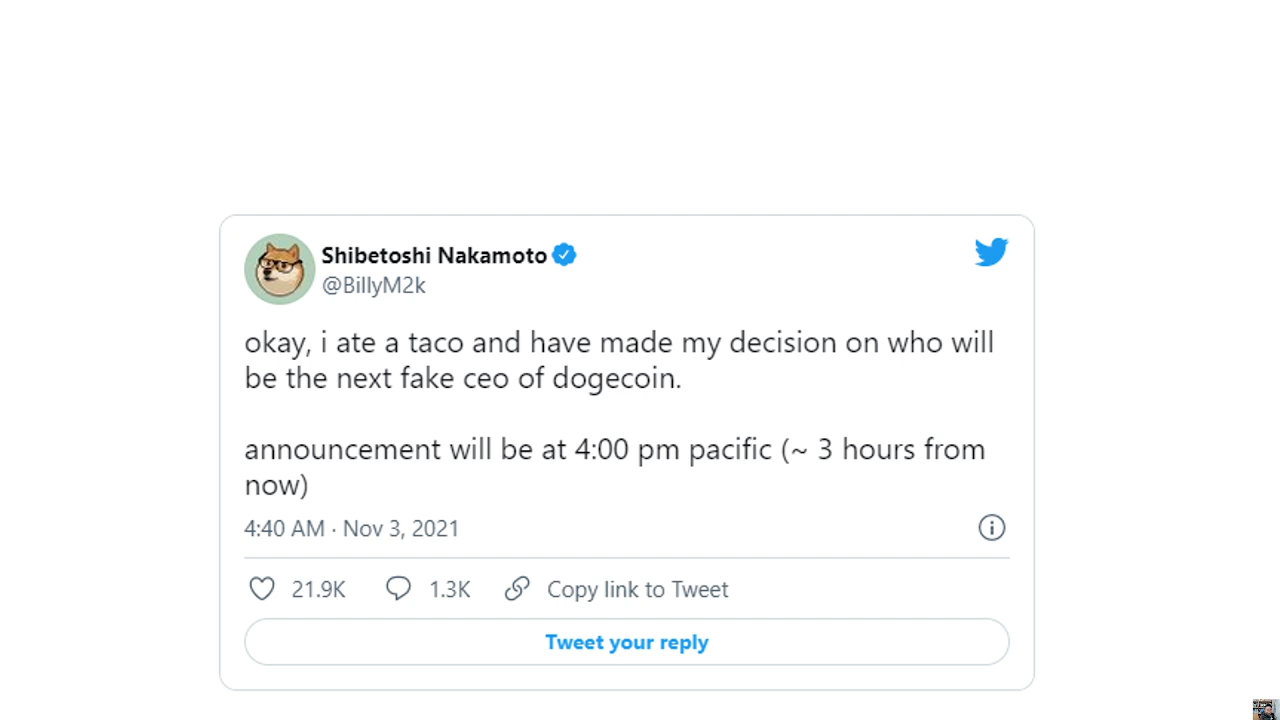 Shibetoshi Nakamoto
@BillyM2k
okay, i ate a taco and have made my decision on who will
be the next fake ceo of dogecoin.
announcement will be at 4:00 pm pacific (~ 3 hours from
now)
4:40 AM · Nov 3, 2021
21.9K 1.3K Copy link to Tweet
Tweet your reply